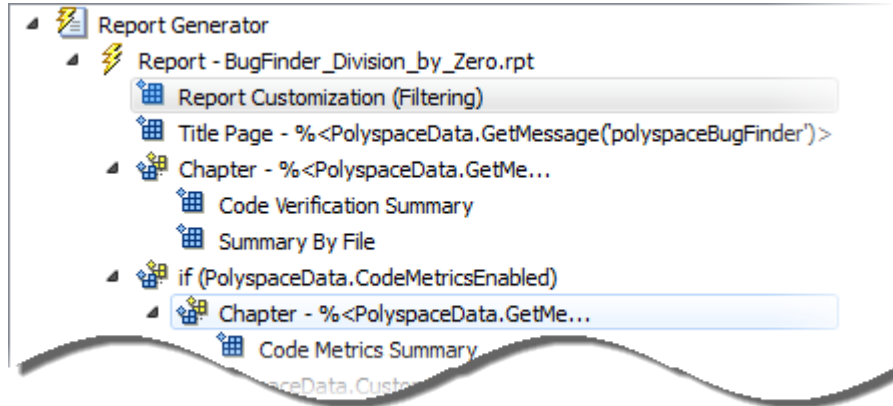 Report Generator
Report - BugFinder_Division_by_Zero.rpt
Report Customization (Filtering)
Title Page - %<PolyspaceData.GetMessage('polyspaceBugFinder')>
Chapter - %<PolyspaceData.GetMe...
Code Verification Summary
Summary By File
if (PolyspaceData.CodeMetricsEnabled)
Chapter - %<PolyspaceData.GetMe...
Code Metrics Summary